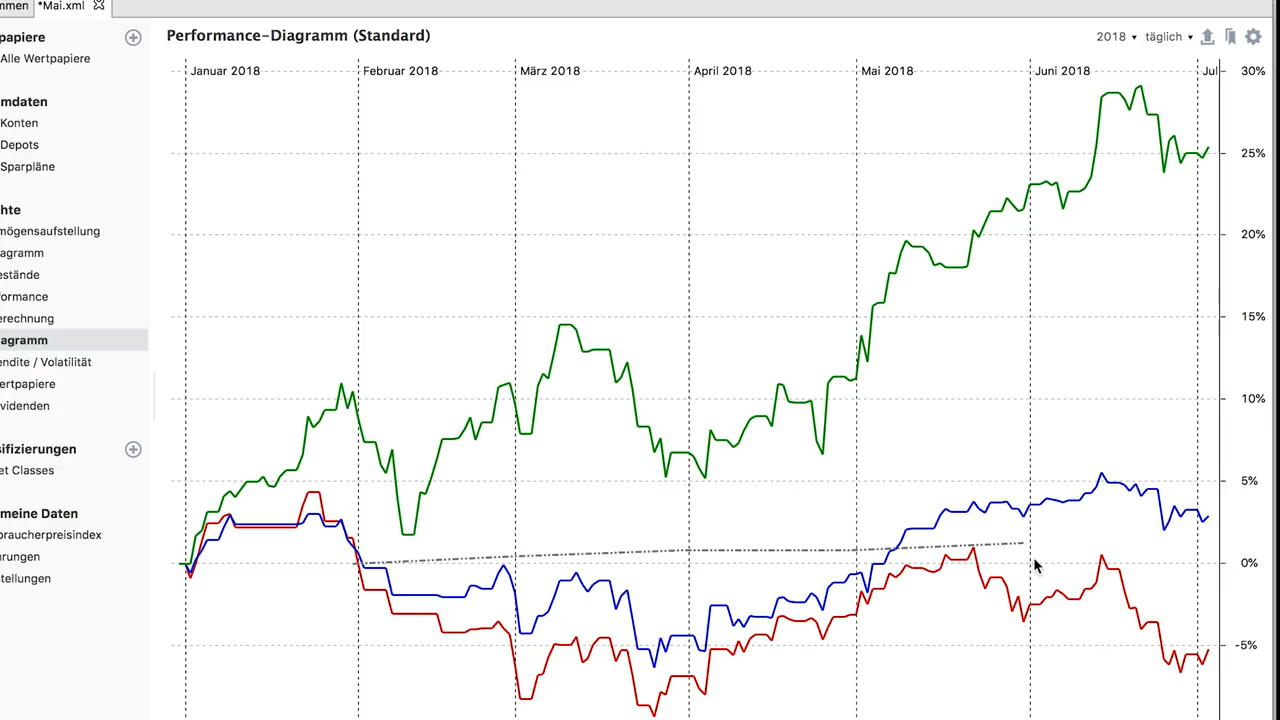 mmen *Mai.xml
papiere
Alle Wertpapiere
mdaten
Konten
Depots
Sparpläne
hte
mögensaufstellung
agramm
estände
formance
erechnung
agramm
endite / Volatilität
ertpapiere
videnden
sifizierungen
et Classes
meine Daten
braucherpreisindex
hrungen
stellungen
Performance-Diagramm (Standard)
2018 täglich
Januar 2018 Februar 2018 März 2018 April 2018 Mai 2018 Juni 2018 Jul
30%
25%
20%
15%
10%
5%
0%
-5%